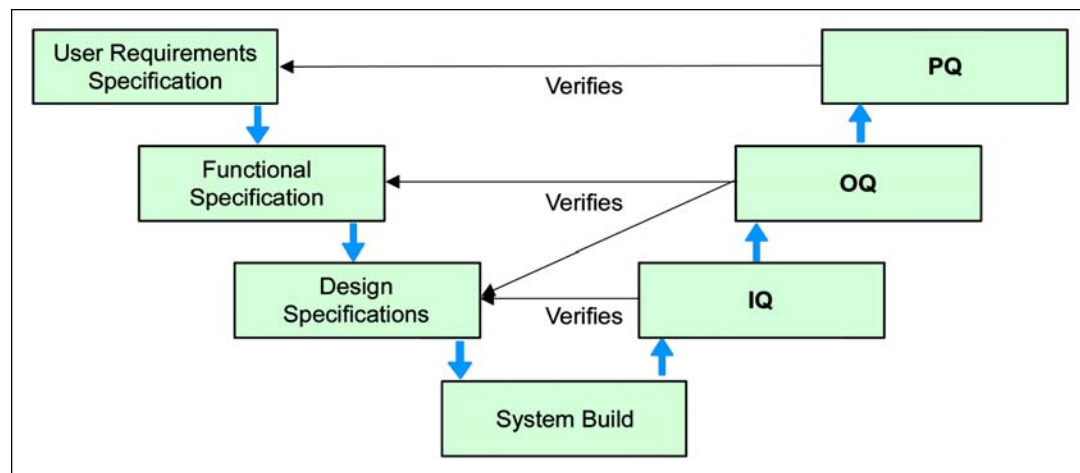 User Requirements
Specification
Verifies
PQ
Functional
Specification
Verifies
OQ
Design
Specifications
Verifies
IQ
System Build